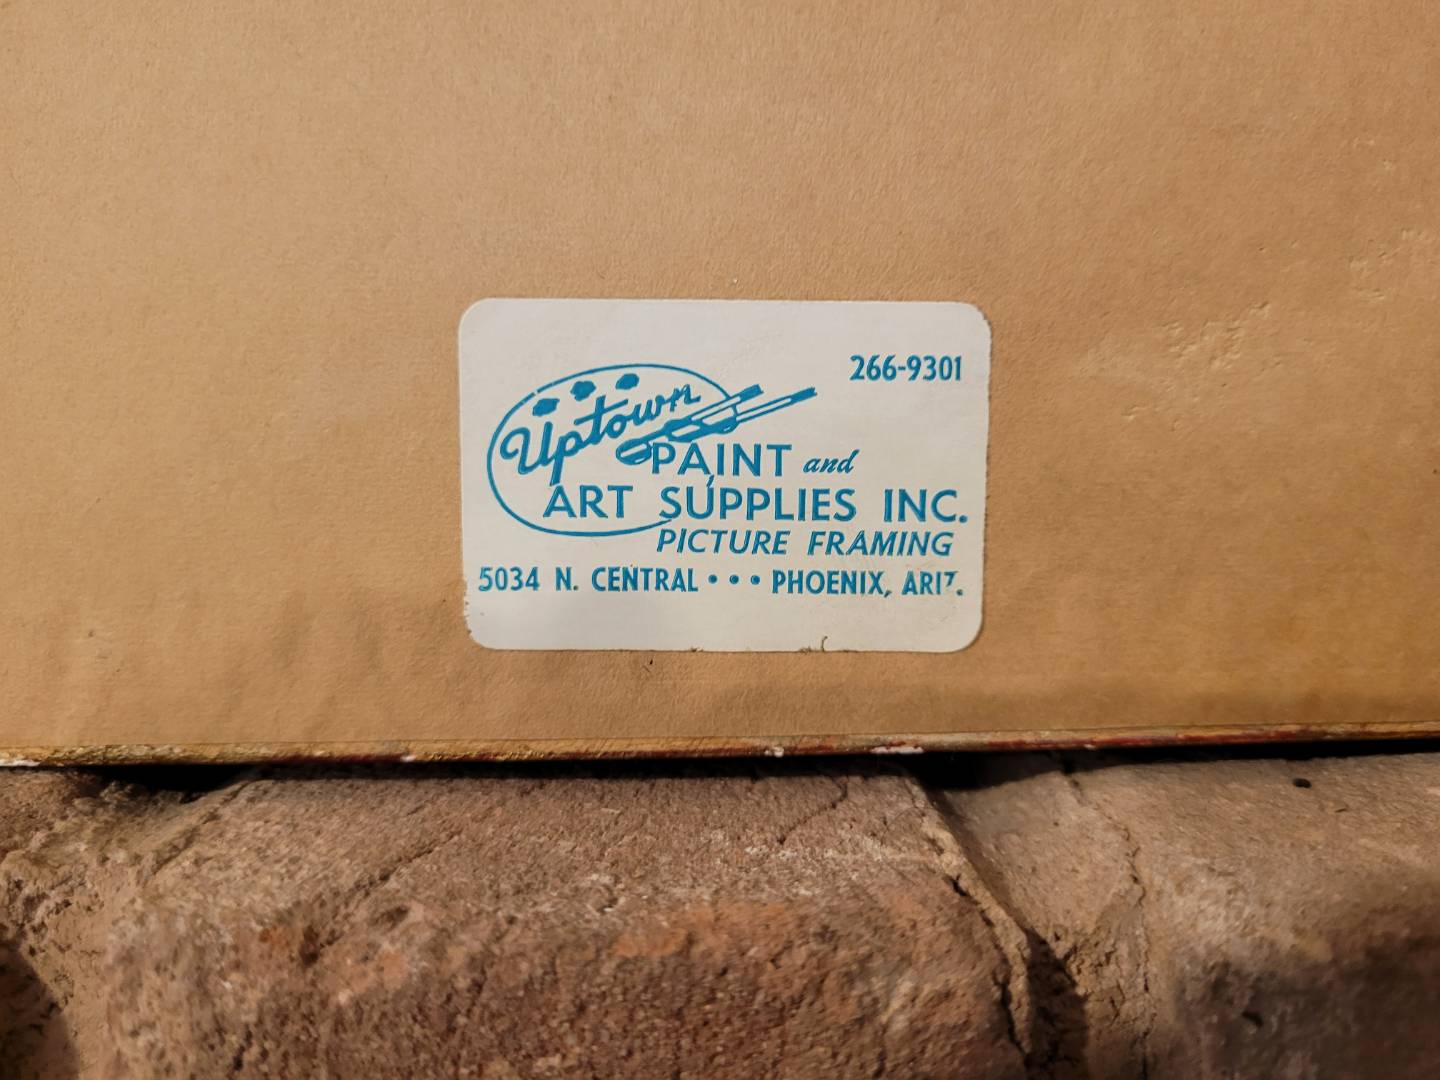 266-9301
Uptown
PAINT and
ART SUPPLIES INC.
PICTURE FRAMING
5034 N. CENTRAL • • • PHOENIX, ARIZ.